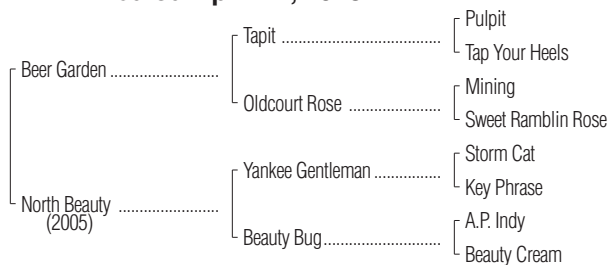 Pulpit
Tapit ........................................
Tap Your Heels
Beer Garden ...........................
Mining
Oldcourt Rose .......................
Sweet Ramblin Rose
Storm Cat
Yankee Gentleman ................
Key Phrase
North Beauty .........................
(2005)
A.P. Indy
Beauty Bug.............................
Beauty Cream